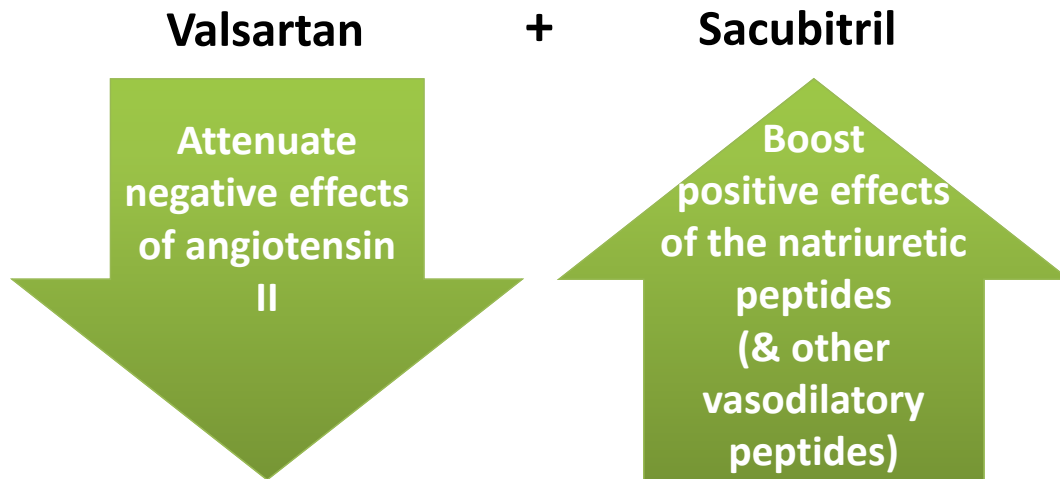 Valsartan + Sacubitril
Attenuate
negative effects
of angiotensin
II
Boost
positive effects
of the natriuretic
peptides
(& other
vasodilatory
peptides)